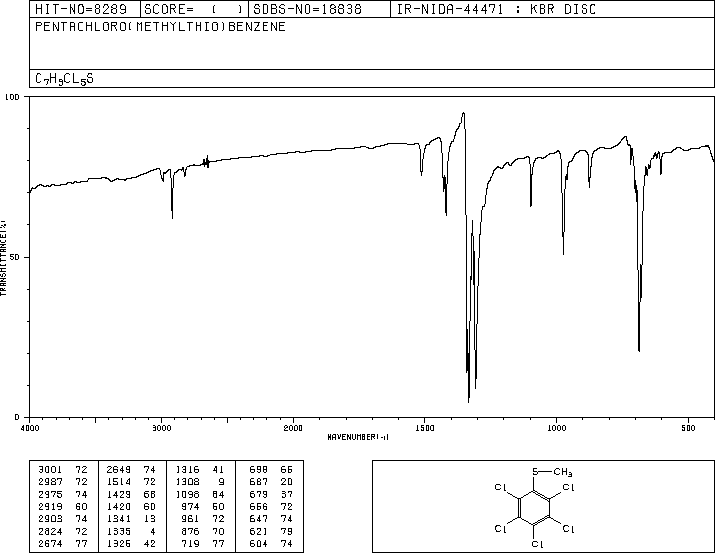 HIT-NO=8289 SCORE= ( ) SDBS-NO=18838 IR-NIDA-44471 : KBR DISC
PENTACHLORO(METHYLTHIO)BENZENE
C7H3CL5S
100
50
0
TRANSMITTANCE(%)
4000 3000 2000 1500 1000 500
WAVENUMBER(-1)
3001 72 2649 74 1316 41 698 66
2987 72 1514 72 1308 9 687 20
2975 74 1429 66 1098 64 679 37
2919 60 1420 60 974 60 656 72
2903 74 1341 13 961 72 647 74
2824 72 1335 4 876 70 621 79
2674 77 1326 42 719 77 604 74
S CH3
Cl Cl
Cl Cl
Cl